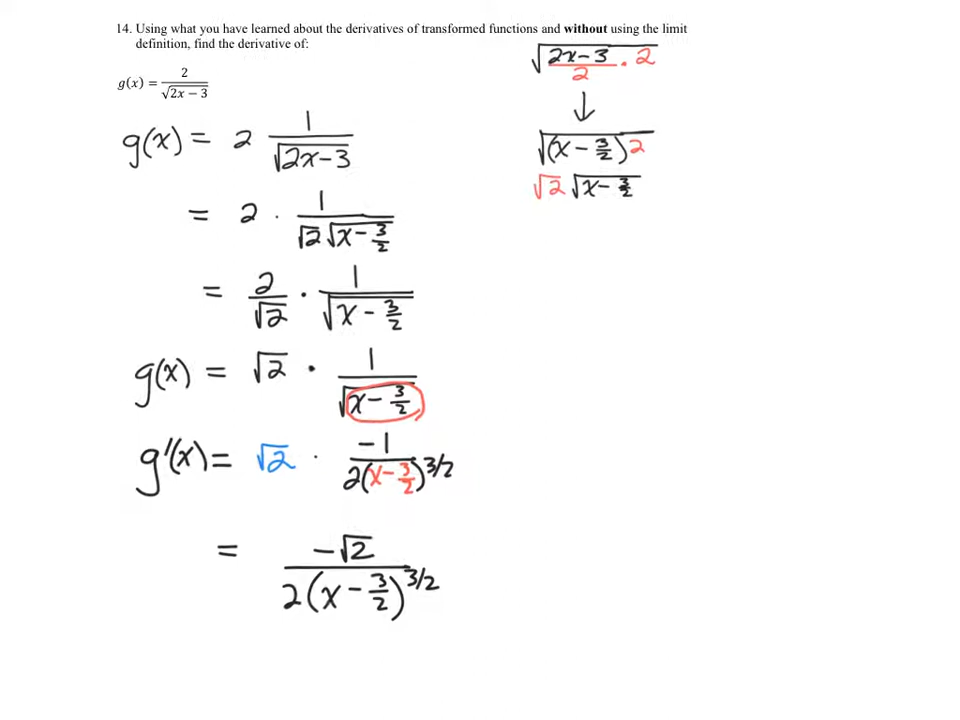 14. Using what you have learned about the derivatives of transformed functions and without using the limit
definition, find the derivative of:
g(x) = 2/√(2x − 3)
g(x) = 2 1/√(2x-3)
= 2 · 1/(√2 √(x - 3/2))
= 2/√2 · 1/√(x - 3/2)
g(x) = √2 · 1/√(x - 3/2)
g'(x) = √2 · -1/(2(x - 3/2)^3/2)
= -√2/(2(x - 3/2)^3/2)
√((2x-3)/2 · 2)
↓
√((x - 3/2)2)
√2 √(x - 3/2)